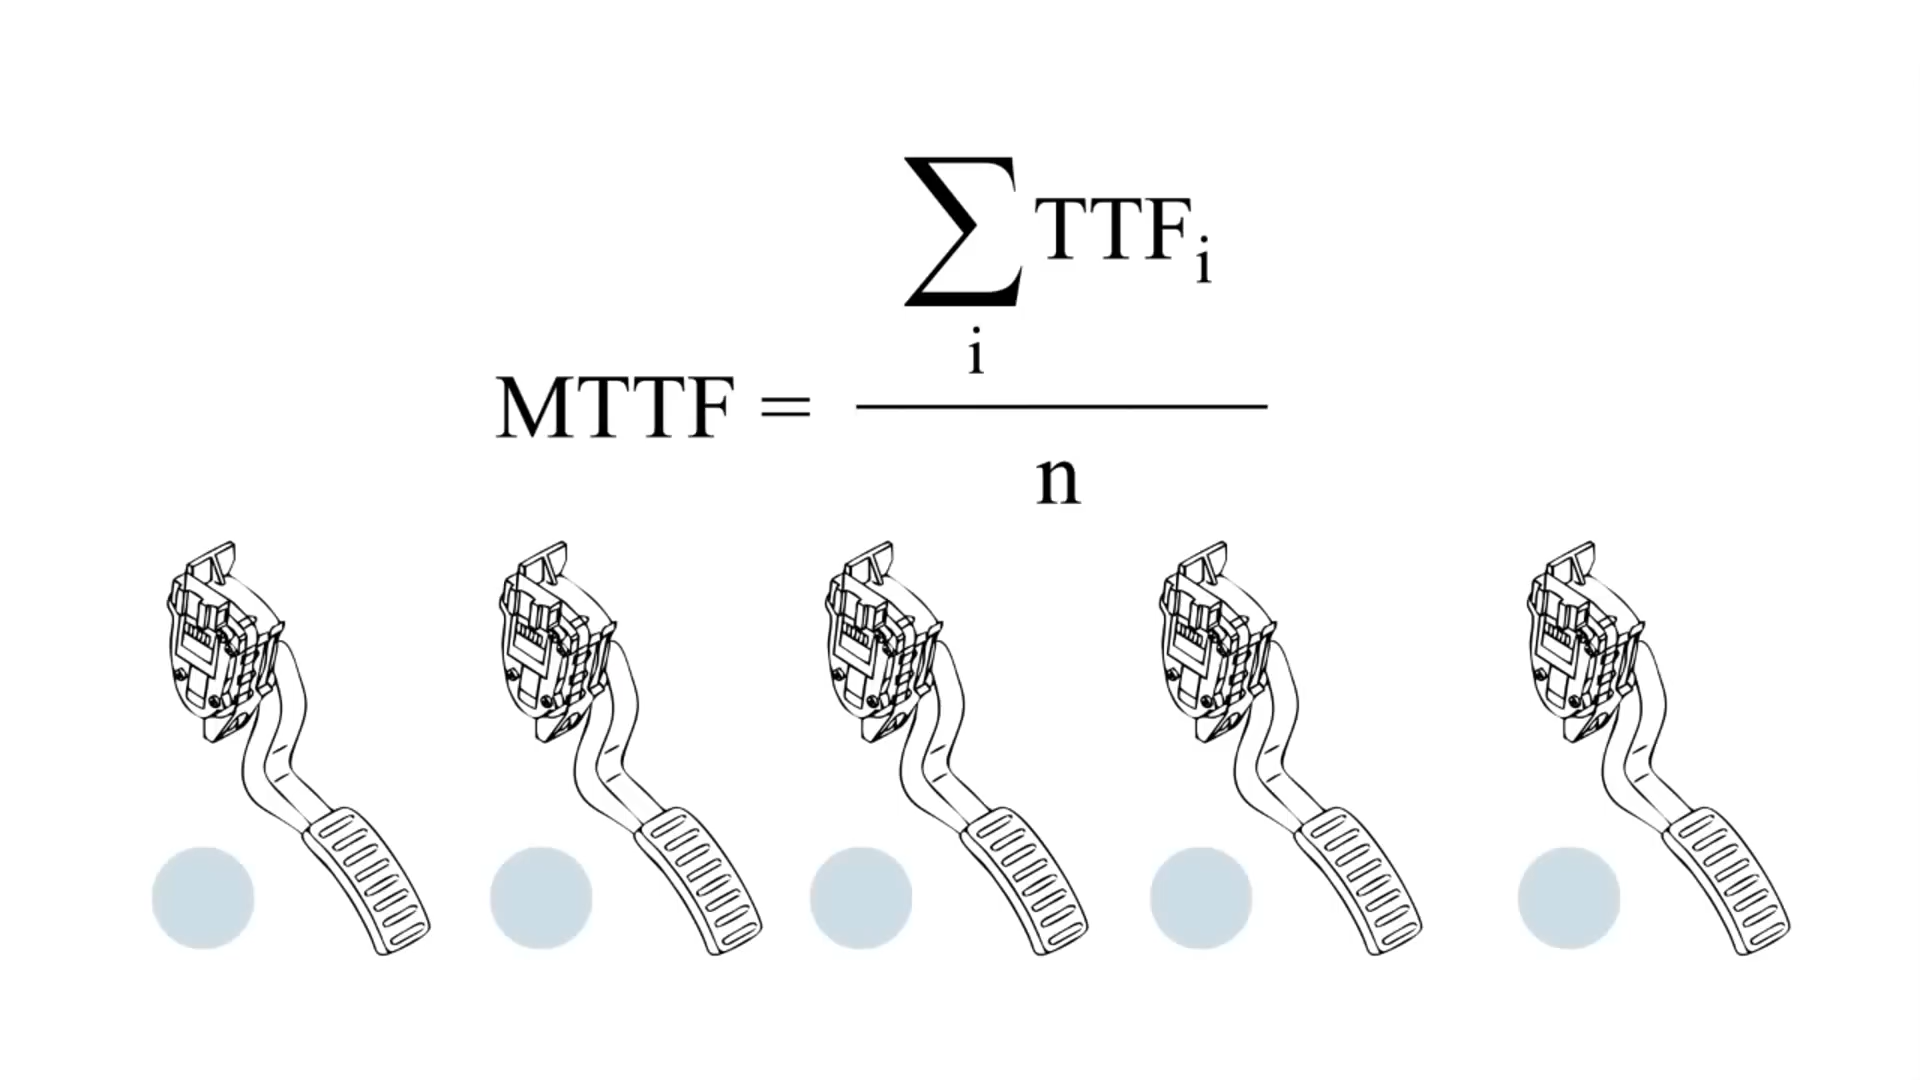 MTTF = ∑ᵢ TTFᵢ
n